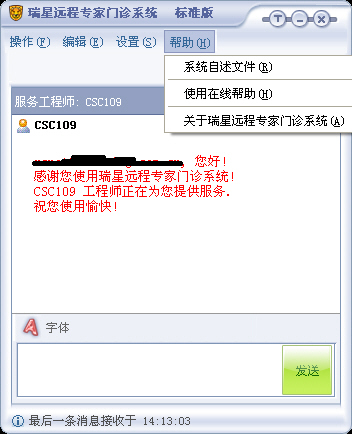 瑞星远程专家门诊系统 标准版
操作(F) 编辑(E) 设置(S) 帮助(H)
系统自述文件(R)
使用在线帮助(H)
关于瑞星远程专家门诊系统(A)
服务工程师: CSC109
CSC109
您好!
感谢您使用瑞星远程专家门诊系统!
CSC109 工程师正在为您提供服务.
祝您使用愉快!
字体
发送
最后一条消息接收于 14:13:03